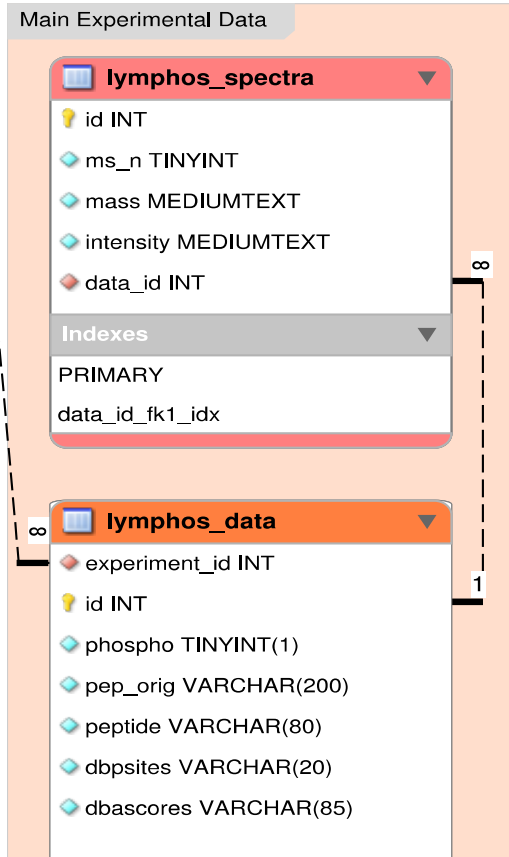 Main Experimental Data
lymphos_spectra
id INT
ms_n TINYINT
mass MEDIUMTEXT
intensity MEDIUMTEXT
data_id INT
∞
Indexes
PRIMARY
data_id_fk1_idx
lymphos_data
∞
experiment_id INT
id INT
1
phospho TINYINT(1)
pep_orig VARCHAR(200)
peptide VARCHAR(80)
dbpsites VARCHAR(20)
dbascores VARCHAR(85)